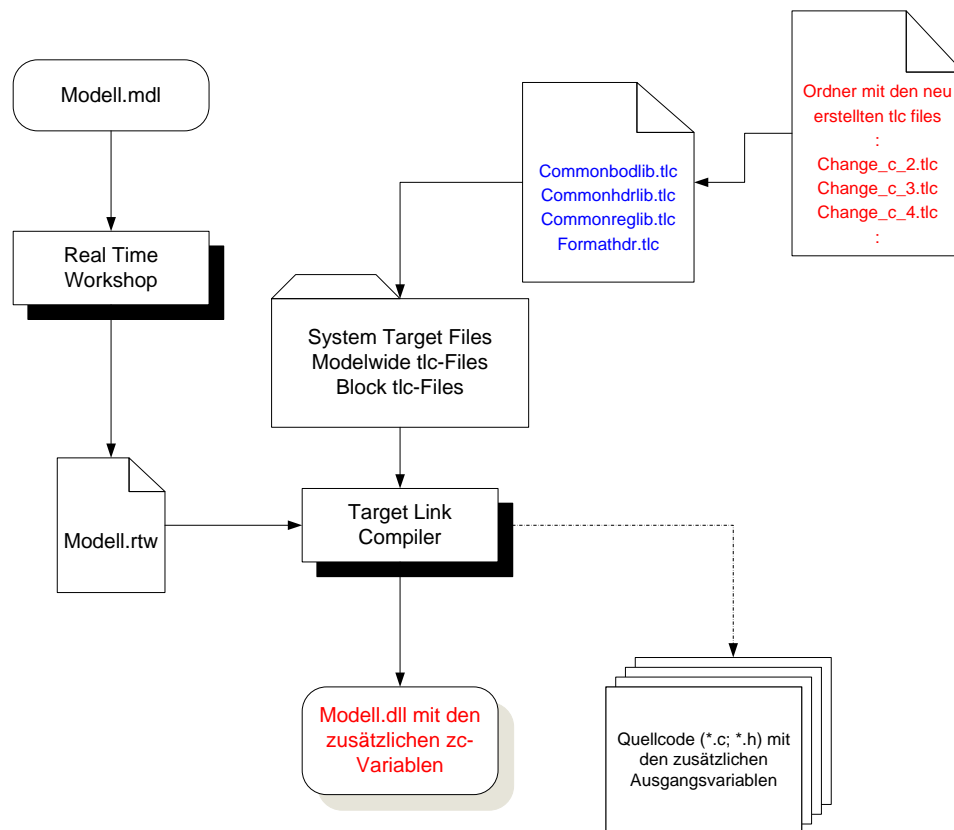 Modell.mdl
Ordner mit den neu
erstellten tlc files
:
Change_c_2.tlc
Change_c_3.tlc
Change_c_4.tlc
:
Commonbodlib.tlc
Commonhdrlib.tlc
Commonreglib.tlc
Formathdr.tlc
Real Time
Workshop
System Target Files
Modelwide tlc-Files
Block tlc-Files
Modell.rtw
Target Link
Compiler
Modell.dll mit den
zusätzlichen zc-
Variablen
Quellcode (*.c; *.h) mit
den zusätzlichen
Ausgangsvariablen